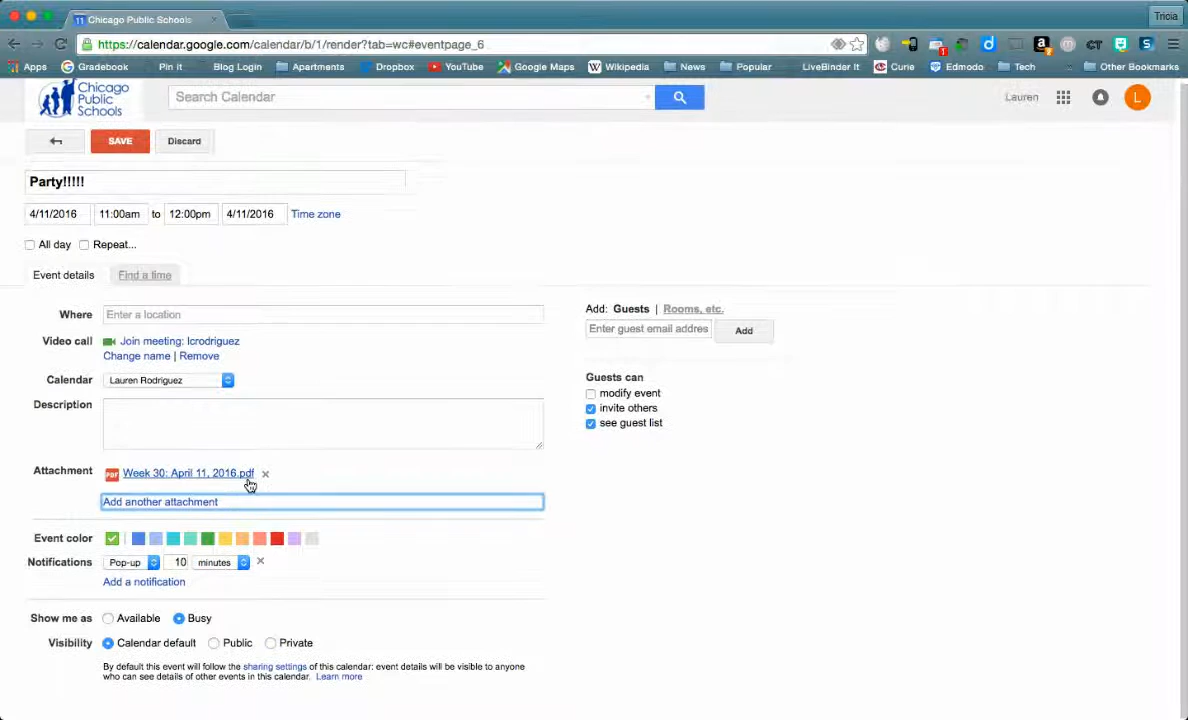 Chicago Public Schools
Tricia
https://calendar.google.com/calendar/b/1/render?tab=wc#eventpage_6
Apps Gradebook Pin it Blog Login Apartments Dropbox YouTube Google Maps Wikipedia News Popular LiveBinder It Curie Edmodo Tech » Other Bookmarks
Chicago
Public
Schools
Search Calendar
Lauren
L
SAVE Discard
Party!!!!!
4/11/2016 11:00am to 12:00pm 4/11/2016 Time zone
All day Repeat...
Event details Find a time
Where Enter a location
Add: Guests | Rooms, etc.
Enter guest email addres Add
Video call Join meeting: lcrodriguez
Change name | Remove
Calendar Lauren Rodriguez
Guests can
modify event
invite others
see guest list
Description
Attachment PDF Week 30: April 11, 2016.pdf ×
Add another attachment
Event color
Notifications Pop-up 10 minutes ×
Add a notification
Show me as Available Busy
Visibility Calendar default Public Private
By default this event will follow the sharing settings of this calendar: event details will be visible to anyone
who can see details of other events in this calendar. Learn more